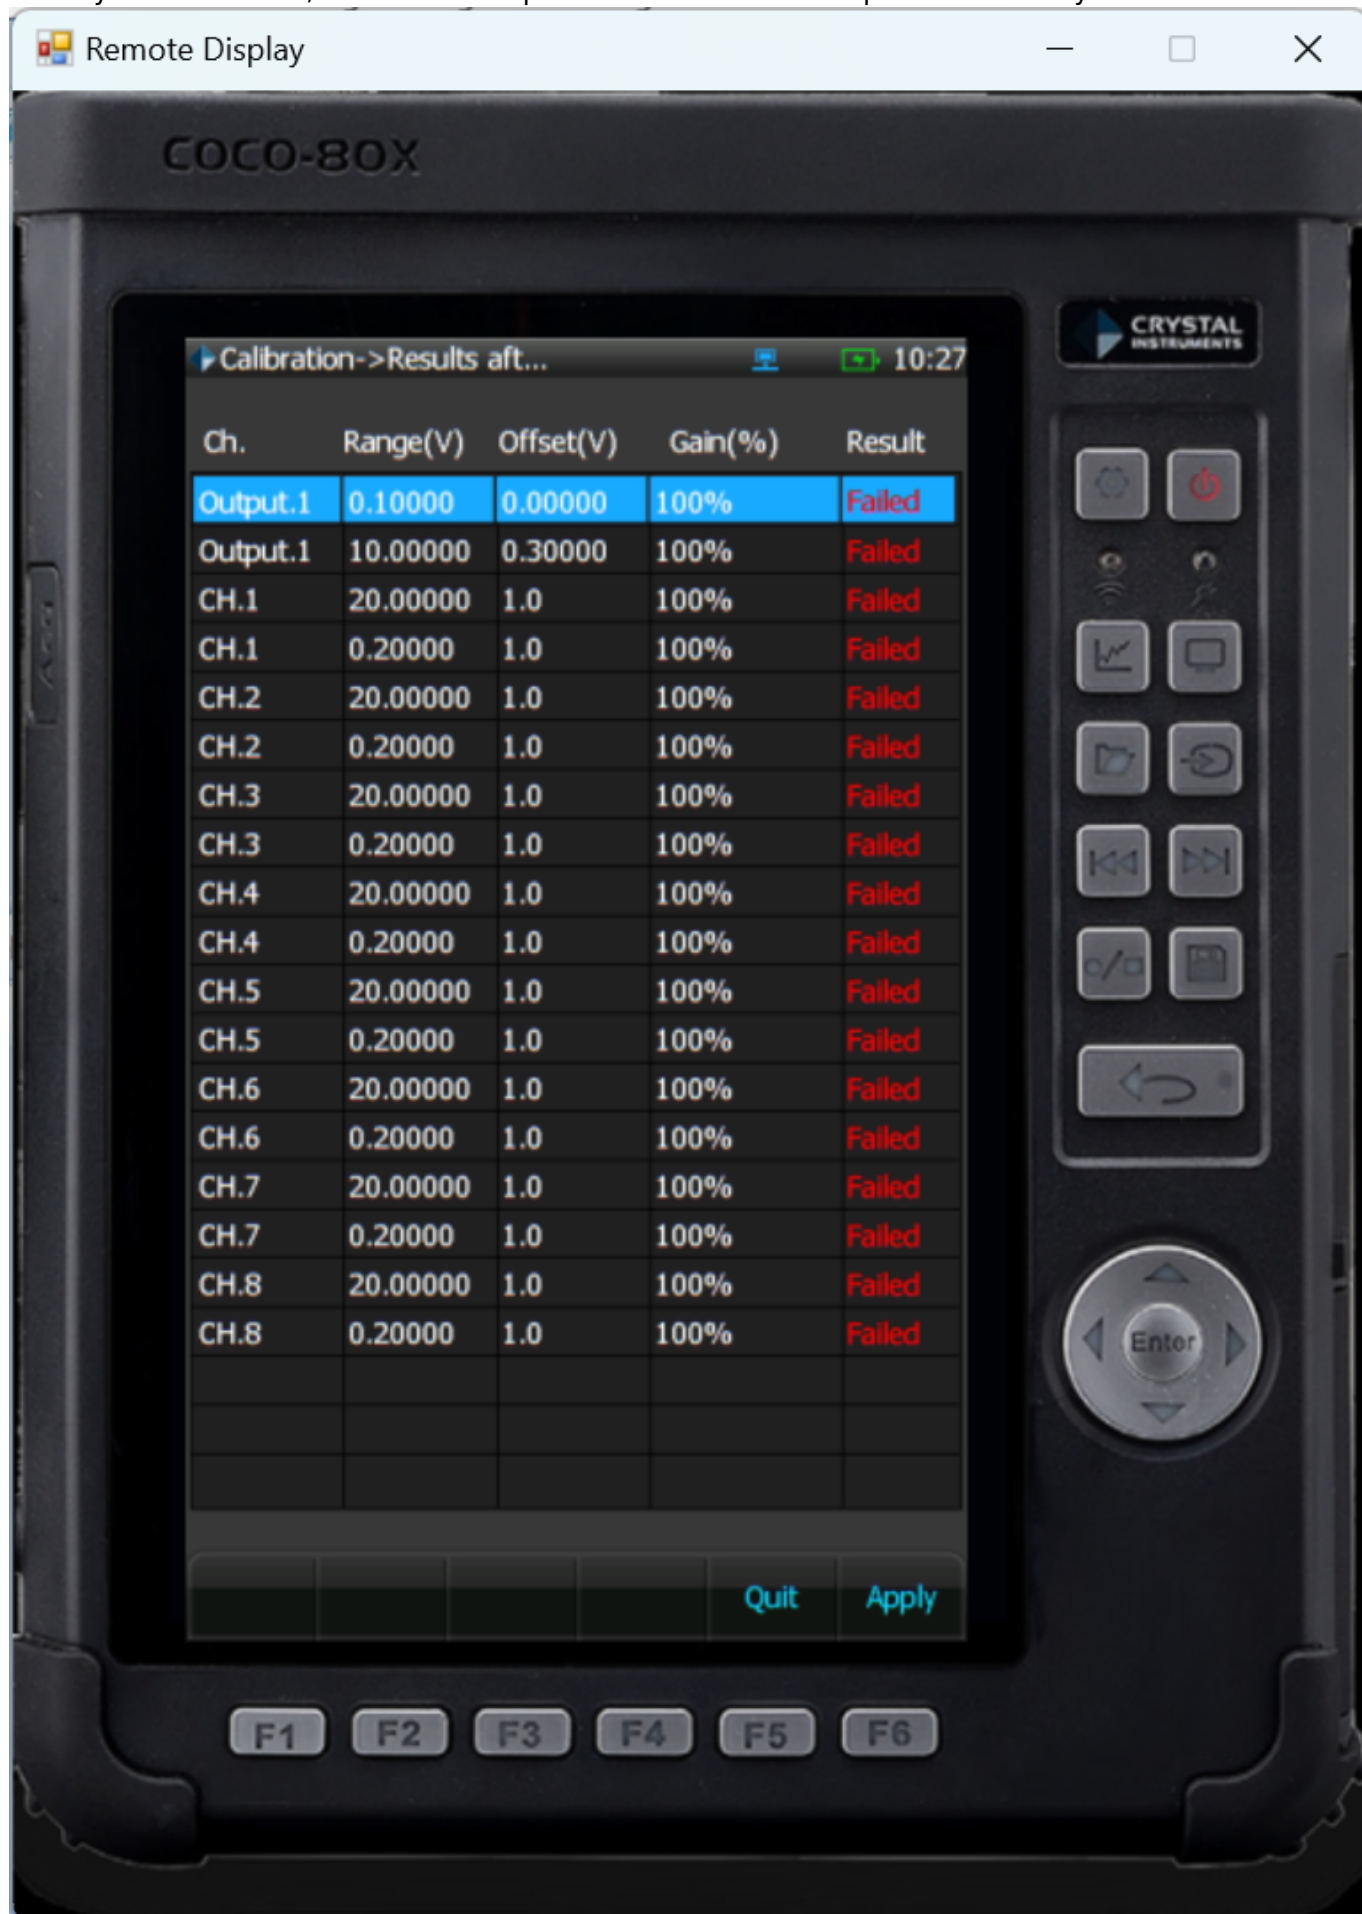 Remote Display
COCO-80X
CRYSTAL
INSTRUMENTS
Calibration->Results aft... 10:27
Ch. Range(V) Offset(V) Gain(%) Result
Output.1 0.10000 0.00000 100% Failed
Output.1 10.00000 0.30000 100% Failed
CH.1 20.00000 1.0 100% Failed
CH.1 0.20000 1.0 100% Failed
CH.2 20.00000 1.0 100% Failed
CH.2 0.20000 1.0 100% Failed
CH.3 20.00000 1.0 100% Failed
CH.3 0.20000 1.0 100% Failed
CH.4 20.00000 1.0 100% Failed
CH.4 0.20000 1.0 100% Failed
CH.5 20.00000 1.0 100% Failed
CH.5 0.20000 1.0 100% Failed
CH.6 20.00000 1.0 100% Failed
CH.6 0.20000 1.0 100% Failed
CH.7 20.00000 1.0 100% Failed
CH.7 0.20000 1.0 100% Failed
CH.8 20.00000 1.0 100% Failed
CH.8 0.20000 1.0 100% Failed
Quit Apply
Enter
F1 F2 F3 F4 F5 F6